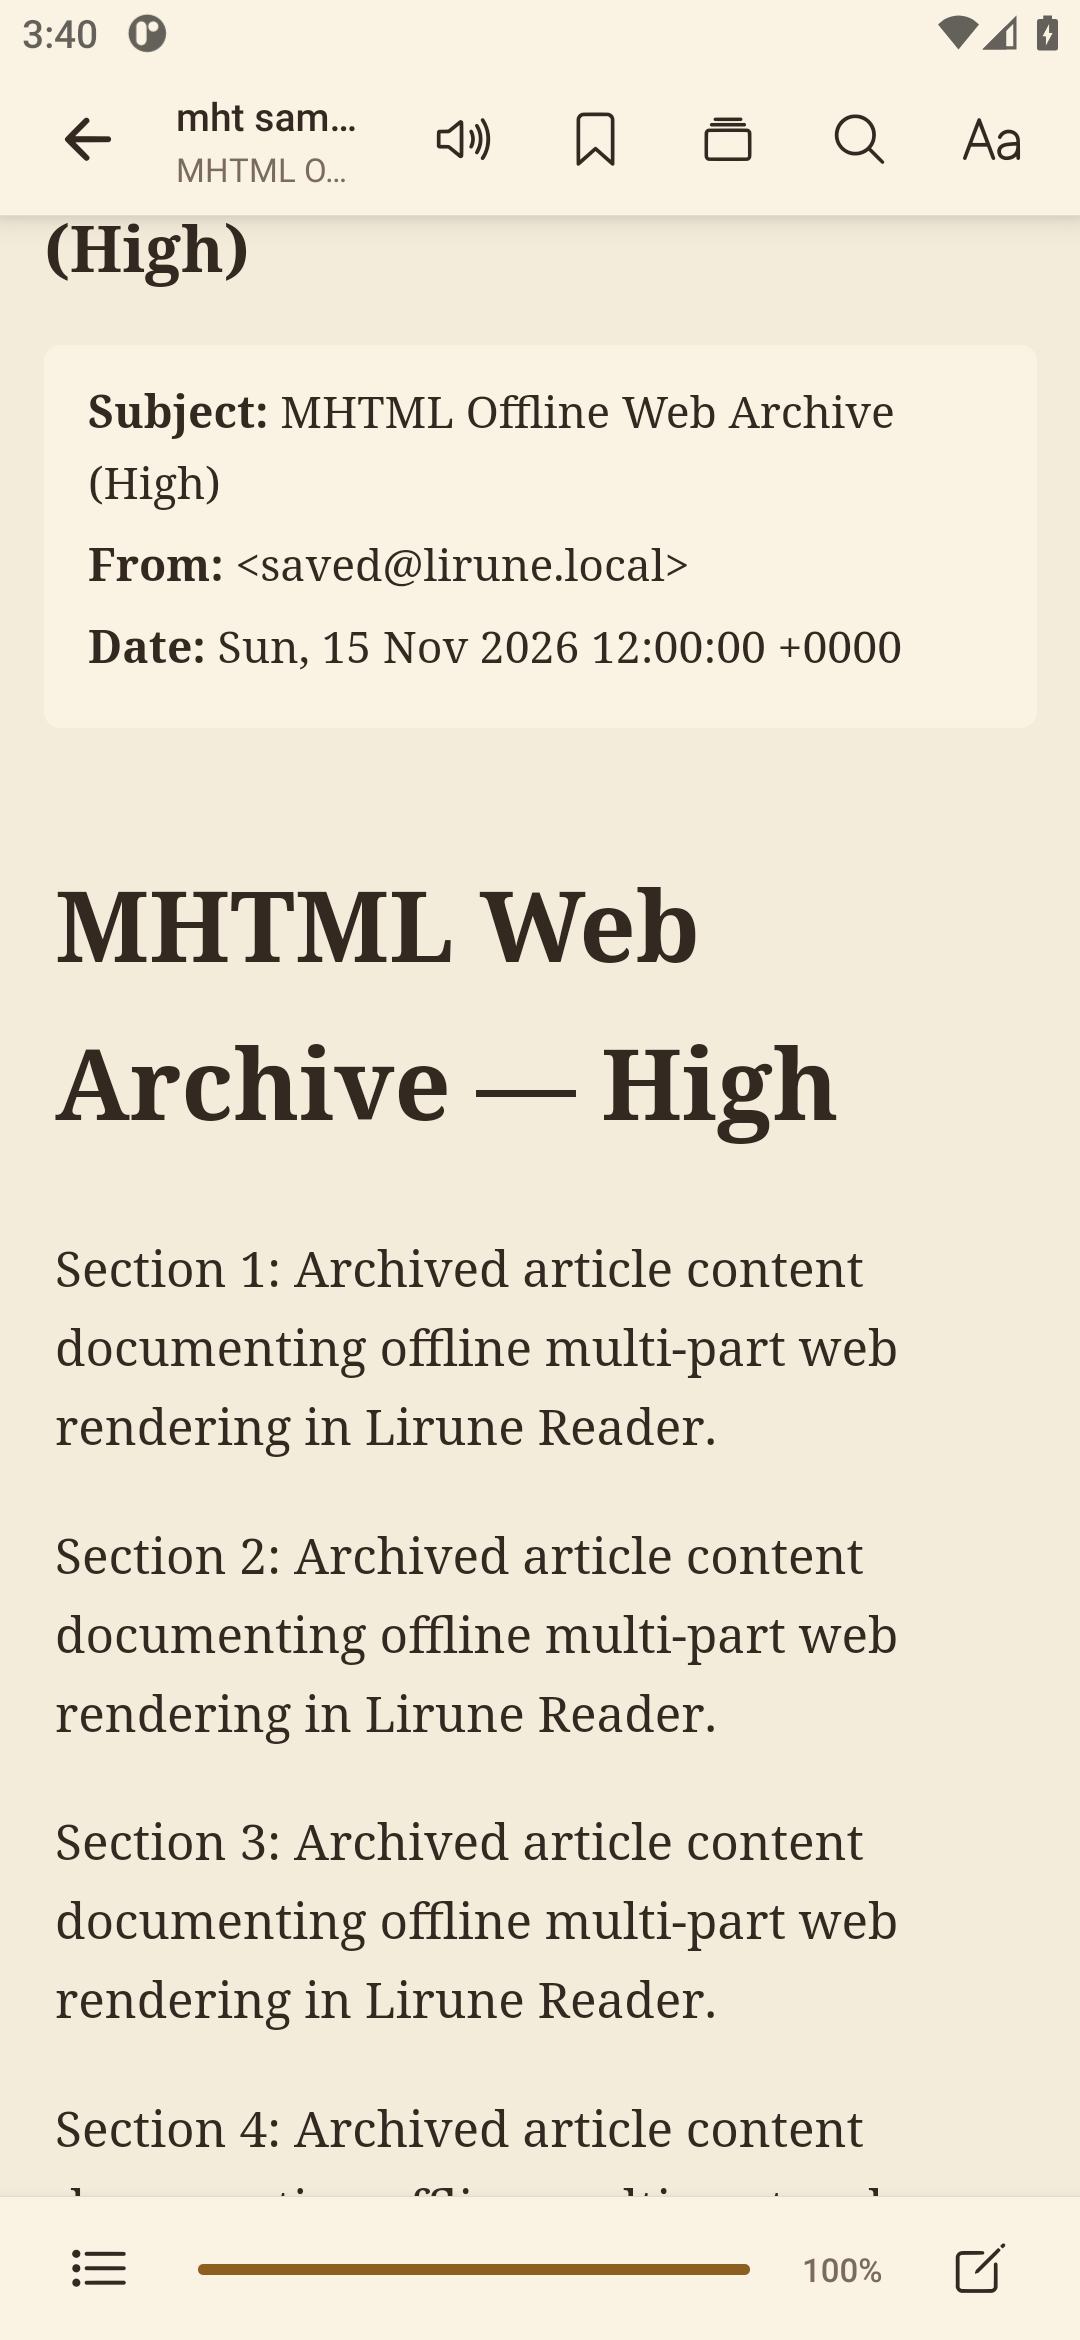 3:40
mht sam...
MHTML O...
Aa
(High)
Subject: MHTML Offline Web Archive
(High)
From: <saved@lirune.local>
Date: Sun, 15 Nov 2026 12:00:00 +0000
MHTML Web
Archive — High
Section 1: Archived article content
documenting offline multi-part web
rendering in Lirune Reader.
Section 2: Archived article content
documenting offline multi-part web
rendering in Lirune Reader.
Section 3: Archived article content
documenting offline multi-part web
rendering in Lirune Reader.
Section 4: Archived article content
100%